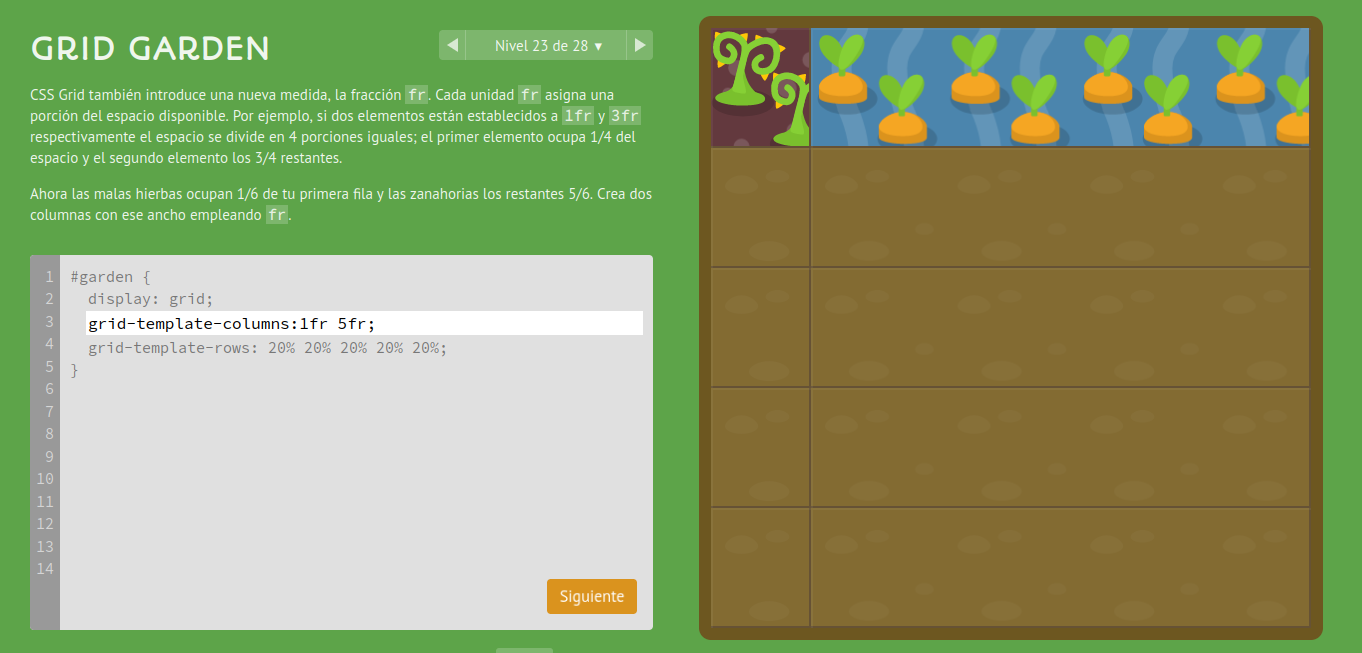 GRID GARDEN
◀ Nivel 23 de 28 ▼ ▶
CSS Grid también introduce una nueva medida, la fracción fr. Cada unidad fr asigna una
porción del espacio disponible. Por ejemplo, si dos elementos están establecidos a 1fr y 3fr
respectivamente el espacio se divide en 4 porciones iguales; el primer elemento ocupa 1/4 del
espacio y el segundo elemento los 3/4 restantes.
Ahora las malas hierbas ocupan 1/6 de tu primera fila y las zanahorias los restantes 5/6. Crea dos
columnas con ese ancho empleando fr.
1 #garden {
2 display: grid;
3 grid-template-columns:1fr 5fr;
4 grid-template-rows: 20% 20% 20% 20% 20%;
5 }
6
7
8
9
10
11
12
13
14
Siguiente